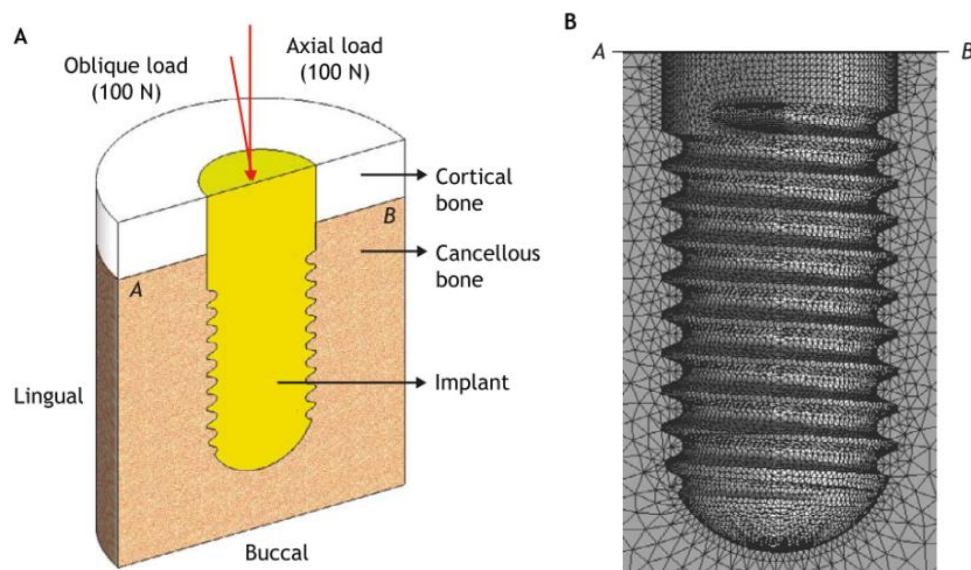 A
Oblique load
(100 N)
Axial load
(100 N)
Cortical
bone
B
Cancellous
bone
A
Implant
Lingual
Buccal
B
A
B